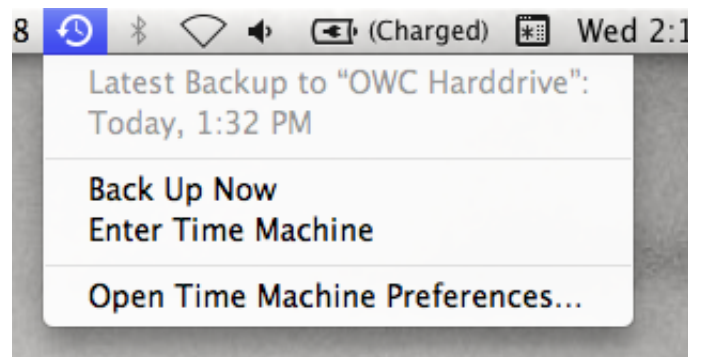 8 (Charged) Wed 2:1
Latest Backup to “OWC Harddrive”:
Today, 1:32 PM
Back Up Now
Enter Time Machine
Open Time Machine Preferences...